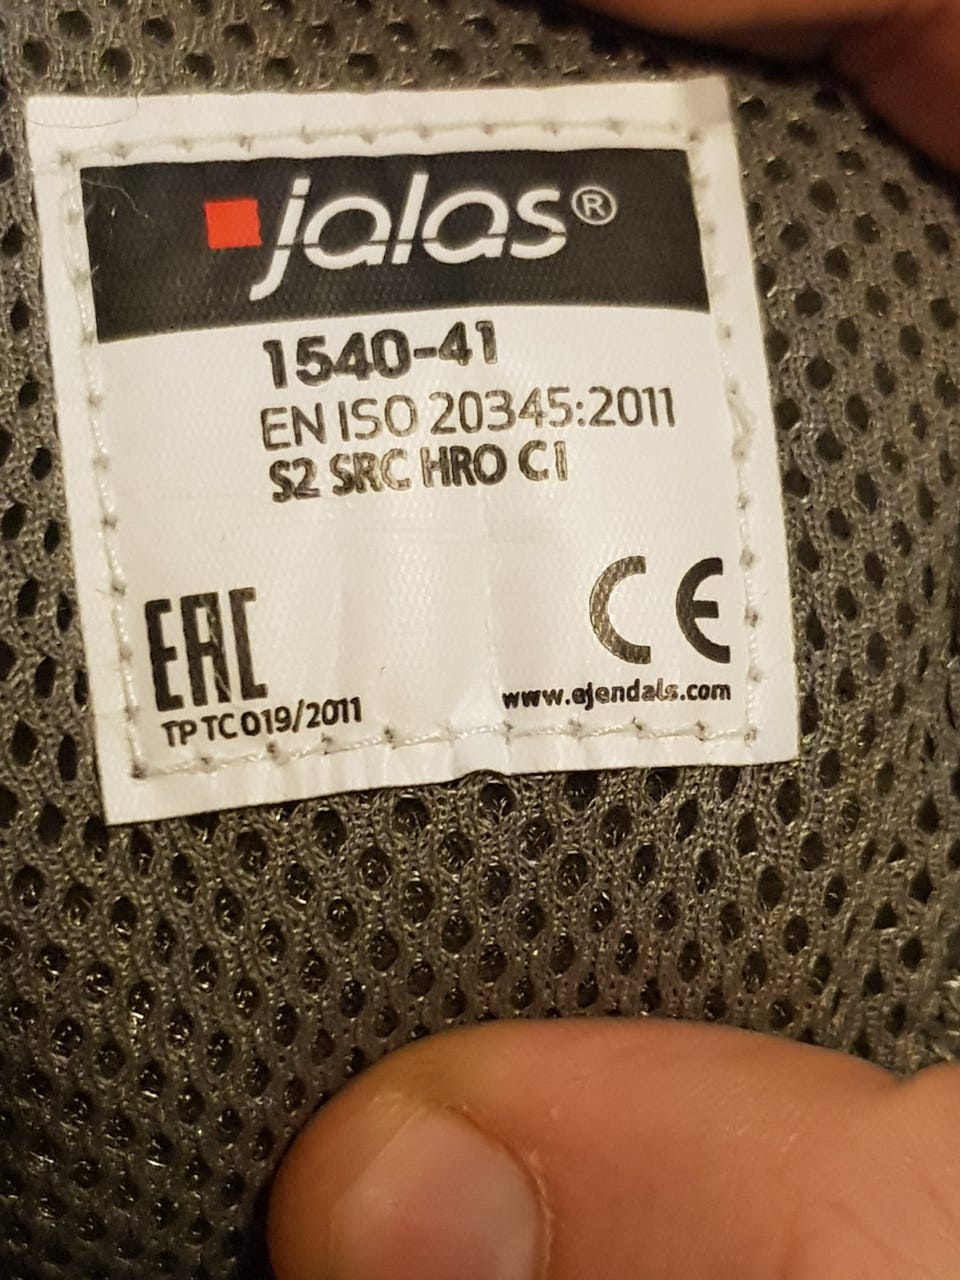 jalas®
1540-41
EN ISO 20345:2011
S2 SRC HRO CI
EAC
CE
TP TC 019/2011
www.ejendals.com